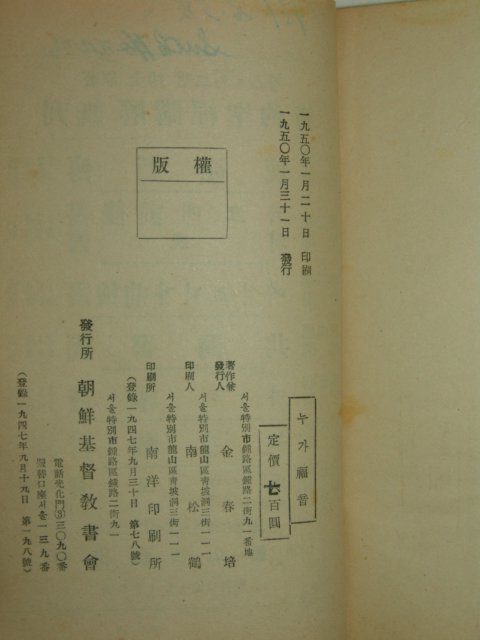 一九五〇年一月二十日 印刷
一九五〇年一月三十一日 發行
版權
누가福音
定價 七百圓
서울特別市鍾路區鍾路二街九一番地
著作兼發行人 金春培
서울特別市龍山區靑坡洞三街一一一
印刷人 南松鶴
서울特別市龍山區靑坡洞三街一一一
印刷所 南洋印刷所
(登錄一九四七年九月三十日 第七八號)
서울特別市鍾路區鍾路二街九一
發行所 朝鮮基督敎書會
電話光化門(3)三〇九〇番
振替口座서울一三九番
(登錄一九四七年九月十九日 第一九八號)